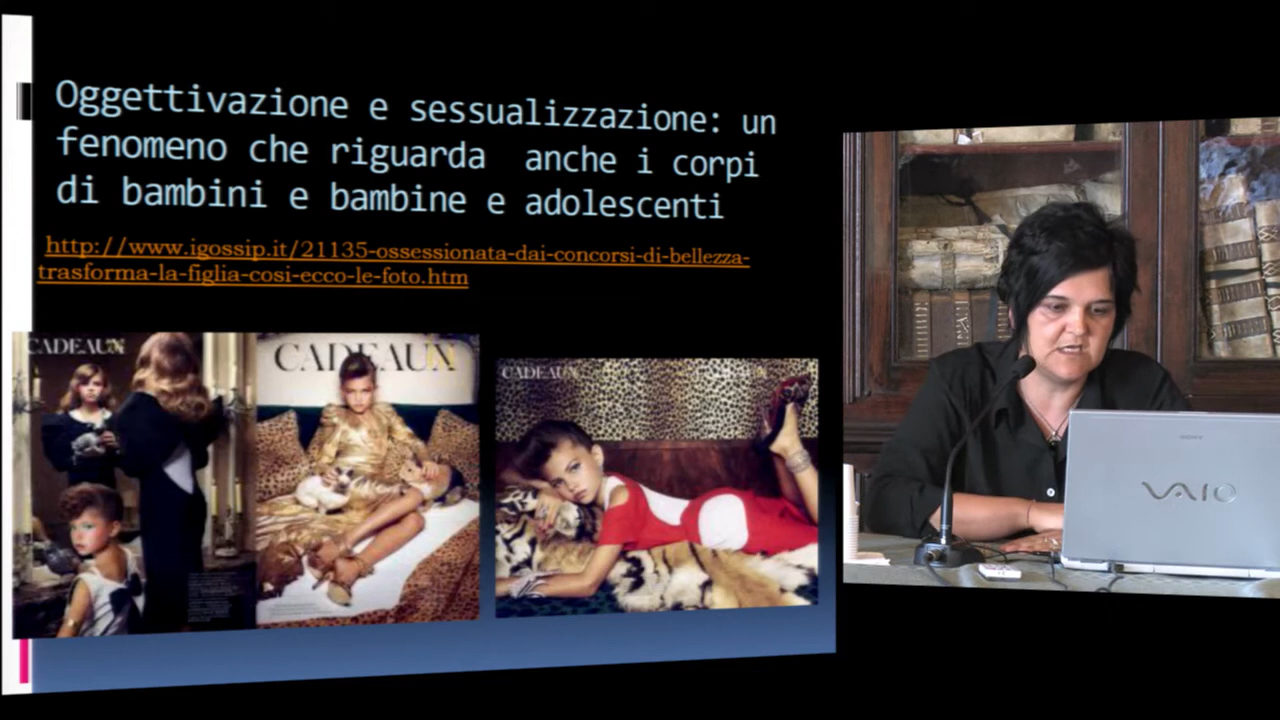 Oggettivazione e sessualizzazione: un
fenomeno che riguarda anche i corpi
di bambini e bambine e adolescenti
http://www.igossip.it/21135-ossessionata-dai-concorsi-di-bellezza-
trasforma-la-figlia-cosi-ecco-le-foto.htm
CADEAUX
CADEAUX
CADEAUX
SONY
VAIO